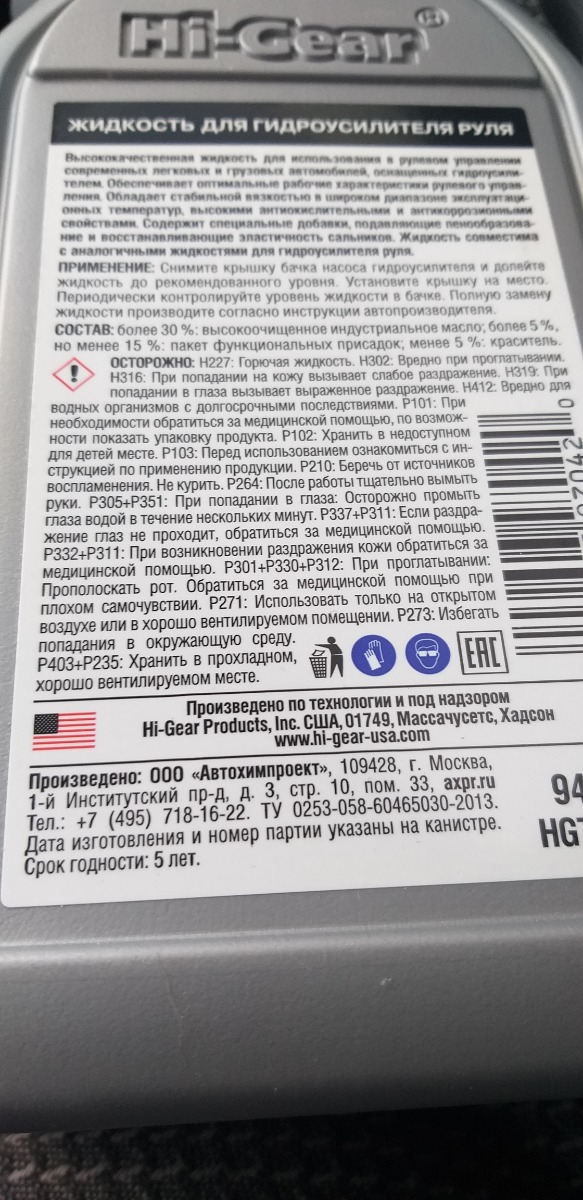 Hi-Gear®
ЖИДКОСТЬ ДЛЯ ГИДРОУСИЛИТЕЛЯ РУЛЯ
Высококачественная жидкость для использования в рулевом управлении
современных легковых и грузовых автомобилей, оснащенных гидроусили-
телем. Обеспечивает оптимальные рабочие характеристики рулевого управ-
ления. Обладает стабильной вязкостью в широком диапазоне эксплуатаци-
онных температур, высокими антиокислительными и антикоррозионными
свойствами. Содержит специальные добавки, подавляющие пенообразова-
ние и восстанавливающие эластичность сальников. Жидкость совместима
с аналогичными жидкостями для гидроусилителя руля.
ПРИМЕНЕНИЕ: Снимите крышку бачка насоса гидроусилителя и долейте
жидкость до рекомендованного уровня. Установите крышку на место.
Периодически контролируйте уровень жидкости в бачке. Полную замену
жидкости производите согласно инструкции автопроизводителя.
СОСТАВ: более 30 %: высокоочищенное индустриальное масло; более 5 %,
но менее 15 %: пакет функциональных присадок; менее 5 %: краситель.
ОСТОРОЖНО: H227: Горючая жидкость. H302: Вредно при проглатывании.
H316: При попадании на кожу вызывает слабое раздражение. H319: При
попадании в глаза вызывает выраженное раздражение. H412: Вредно для
водных организмов с долгосрочными последствиями. P101: При
необходимости обратиться за медицинской помощью, по возмож-
ности показать упаковку продукта. P102: Хранить в недоступном
для детей месте. P103: Перед использованием ознакомиться с ин-
струкцией по применению продукции. P210: Беречь от источников
воспламенения. Не курить. P264: После работы тщательно вымыть
руки. P305+P351: При попадании в глаза: Осторожно промыть
глаза водой в течение нескольких минут. P337+P311: Если раздра-
жение глаз не проходит, обратиться за медицинской помощью.
P332+P311: При возникновении раздражения кожи обратиться за
медицинской помощью. P301+P330+P312: При проглатывании:
Прополоскать рот. Обратиться за медицинской помощью при
плохом самочувствии. P271: Использовать только на открытом
воздухе или в хорошо вентилируемом помещении. P273: Избегать
попадания в окружающую среду.
P403+P235: Хранить в прохладном,
хорошо вентилируемом месте.
EAC
Произведено по технологии и под надзором
Hi-Gear Products, Inc. США, 01749, Массачусетс, Хадсон
www.hi-gear-usa.com
Произведено: ООО «Автохимпроект», 109428, г. Москва,
1-й Институтский пр-д, д. 3, стр. 10, пом. 33, axpr.ru
Тел.: +7 (495) 718-16-22. ТУ 0253-058-60465030-2013.
Дата изготовления и номер партии указаны на канистре.
Срок годности: 5 лет.
94
HG